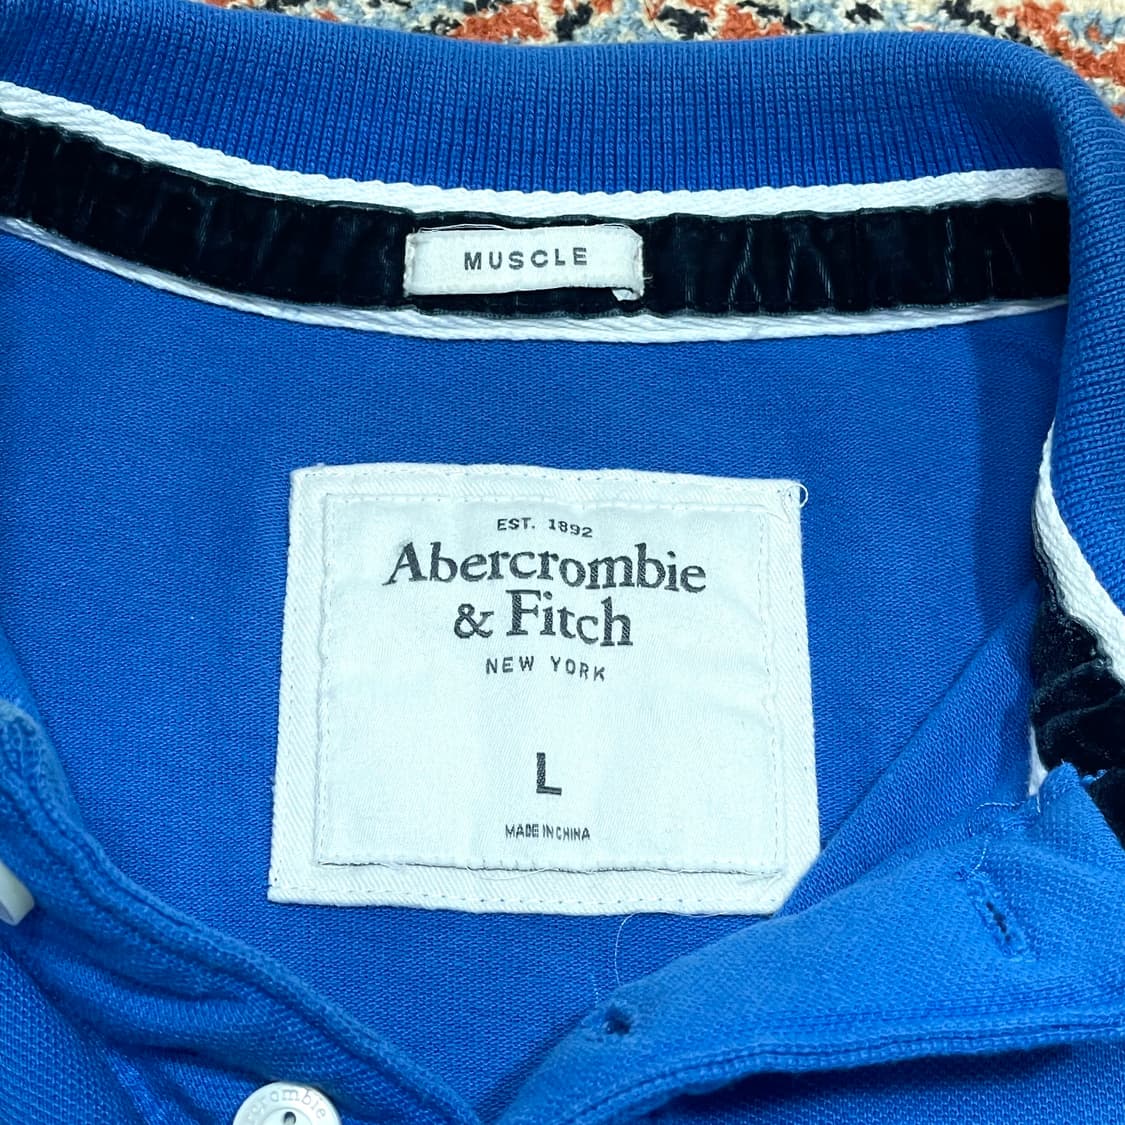 MUSCLE
EST. 1892
Abercrombie
& Fitch
NEW YORK
L
MADE IN CHINA